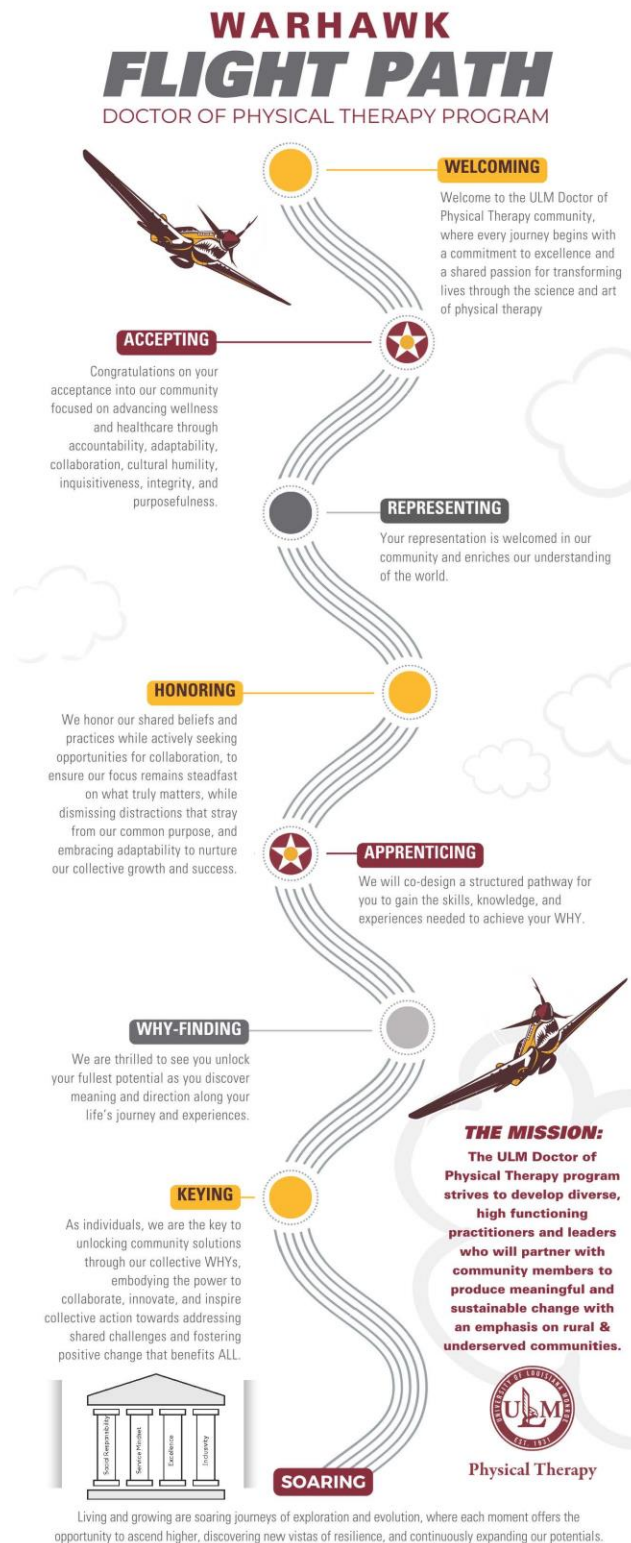 WARHAWK
FLIGHT PATH
DOCTOR OF PHYSICAL THERAPY PROGRAM
WELCOMING
Welcome to the ULM Doctor of
Physical Therapy community,
where every journey begins with
a commitment to excellence and
a shared passion for transforming
lives through the science and art
of physical therapy
ACCEPTING
Congratulations on your
acceptance into our community
focused on advancing wellness
and healthcare through
accountability, adaptability,
collaboration, cultural humility,
inquisitiveness, integrity, and
purposefulness.
REPRESENTING
Your representation is welcomed in our
community and enriches our understanding
of the world.
HONORING
We honor our shared beliefs and
practices while actively seeking
opportunities for collaboration, to
ensure our focus remains steadfast
on what truly matters, while
dismissing distractions that stray
from our common purpose, and
embracing adaptability to nurture
our collective growth and success.
APPRENTICING
We will co-design a structured pathway for
you to gain the skills, knowledge, and
experiences needed to achieve your WHY.
WHY-FINDING
We are thrilled to see you unlock
your fullest potential as you discover
meaning and direction along your
life's journey and experiences.
THE MISSION:
The ULM Doctor of
Physical Therapy program
strives to develop diverse,
high functioning
practitioners and leaders
who will partner with
community members to
produce meaningful and
sustainable change with
an emphasis on rural &
underserved communities.
KEYING
As individuals, we are the key to
unlocking community solutions
through our collective WHYs,
embodying the power to
collaborate, innovate, and inspire
collective action towards addressing
shared challenges and fostering
positive change that benefits ALL.
Social Responsibility
Service Mindset
Excellence
Inclusivity
UNIVERSITY OF LOUISIANA MONROE
ULM
EST. 1931
Physical Therapy
SOARING
Living and growing are soaring journeys of exploration and evolution, where each moment offers the
opportunity to ascend higher, discovering new vistas of resilience, and continuously expanding our potentials.